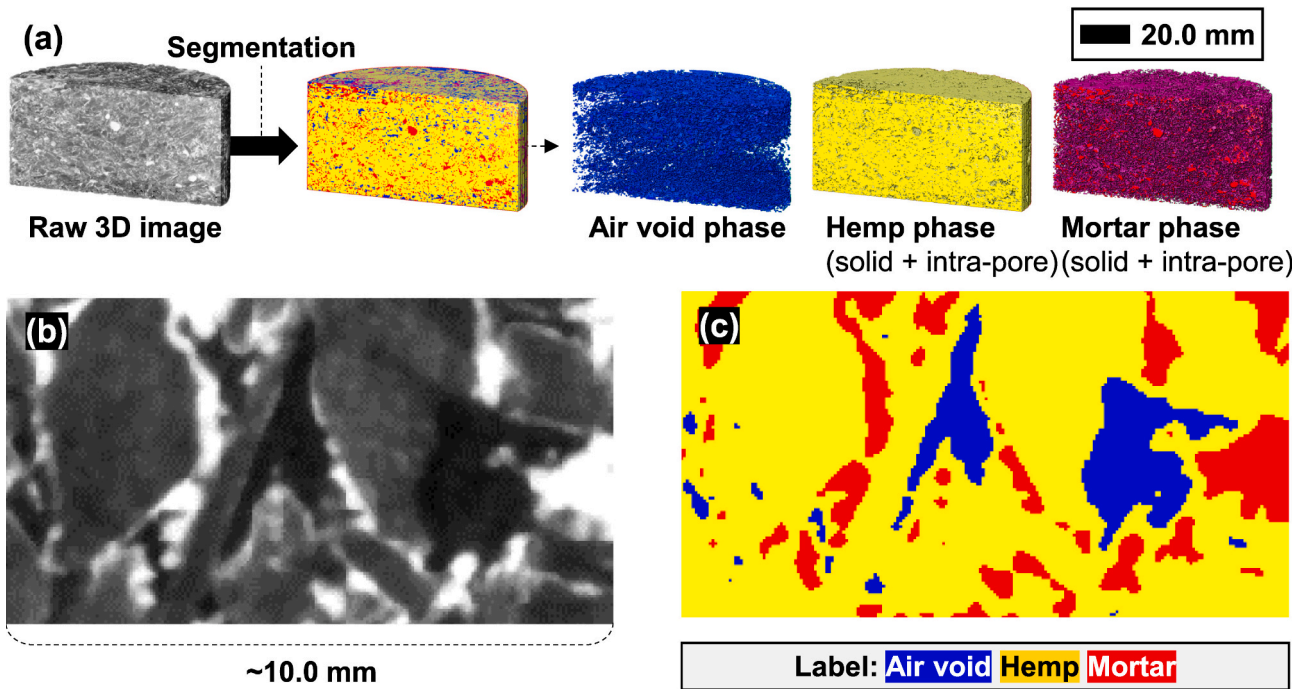 (a)
Segmentation
20.0 mm
Raw 3D image
Air void phase
Hemp phase
(solid + intra-pore)
Mortar phase
(solid + intra-pore)
(b)
(c)
~10.0 mm
Label: Air void Hemp Mortar